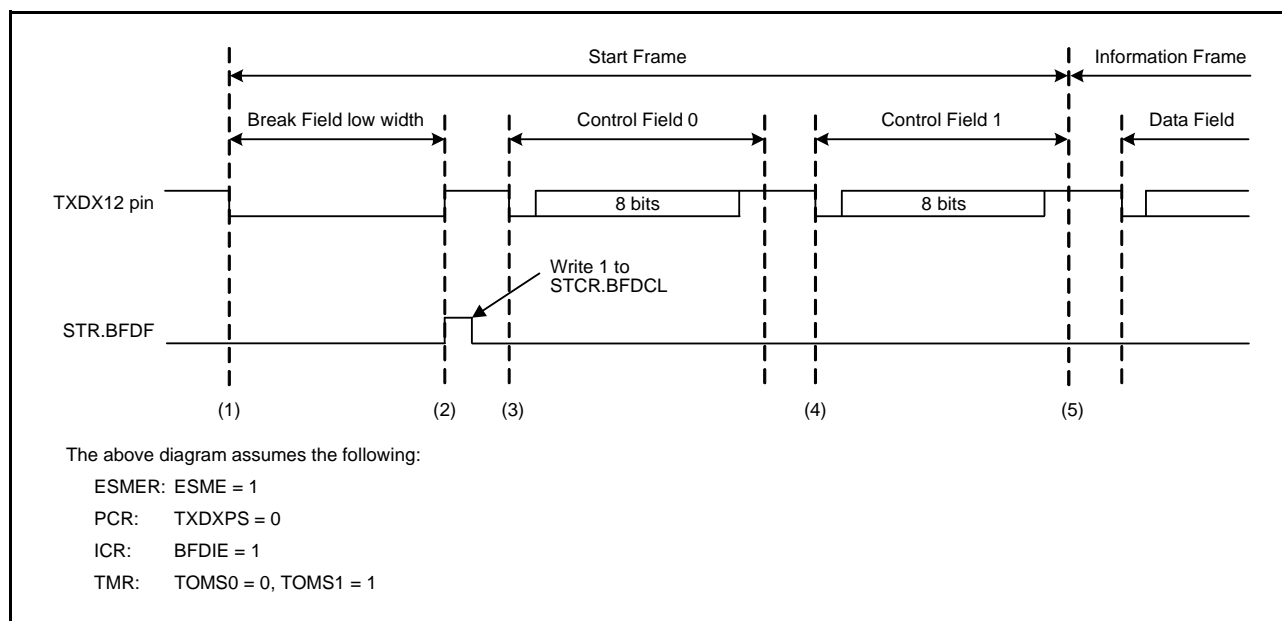 Start Frame Information Frame
Break Field low width Control Field 0 Control Field 1 Data Field
TXDX12 pin 8 bits 8 bits
Write 1 to
STCR.BFDCL
STR.BFDF
(1) (2) (3) (4) (5)
The above diagram assumes the following:
ESMER: ESME = 1
PCR: TXDXPS = 0
ICR: BFDIE = 1
TMR: TOMS0 = 0, TOMS1 = 1